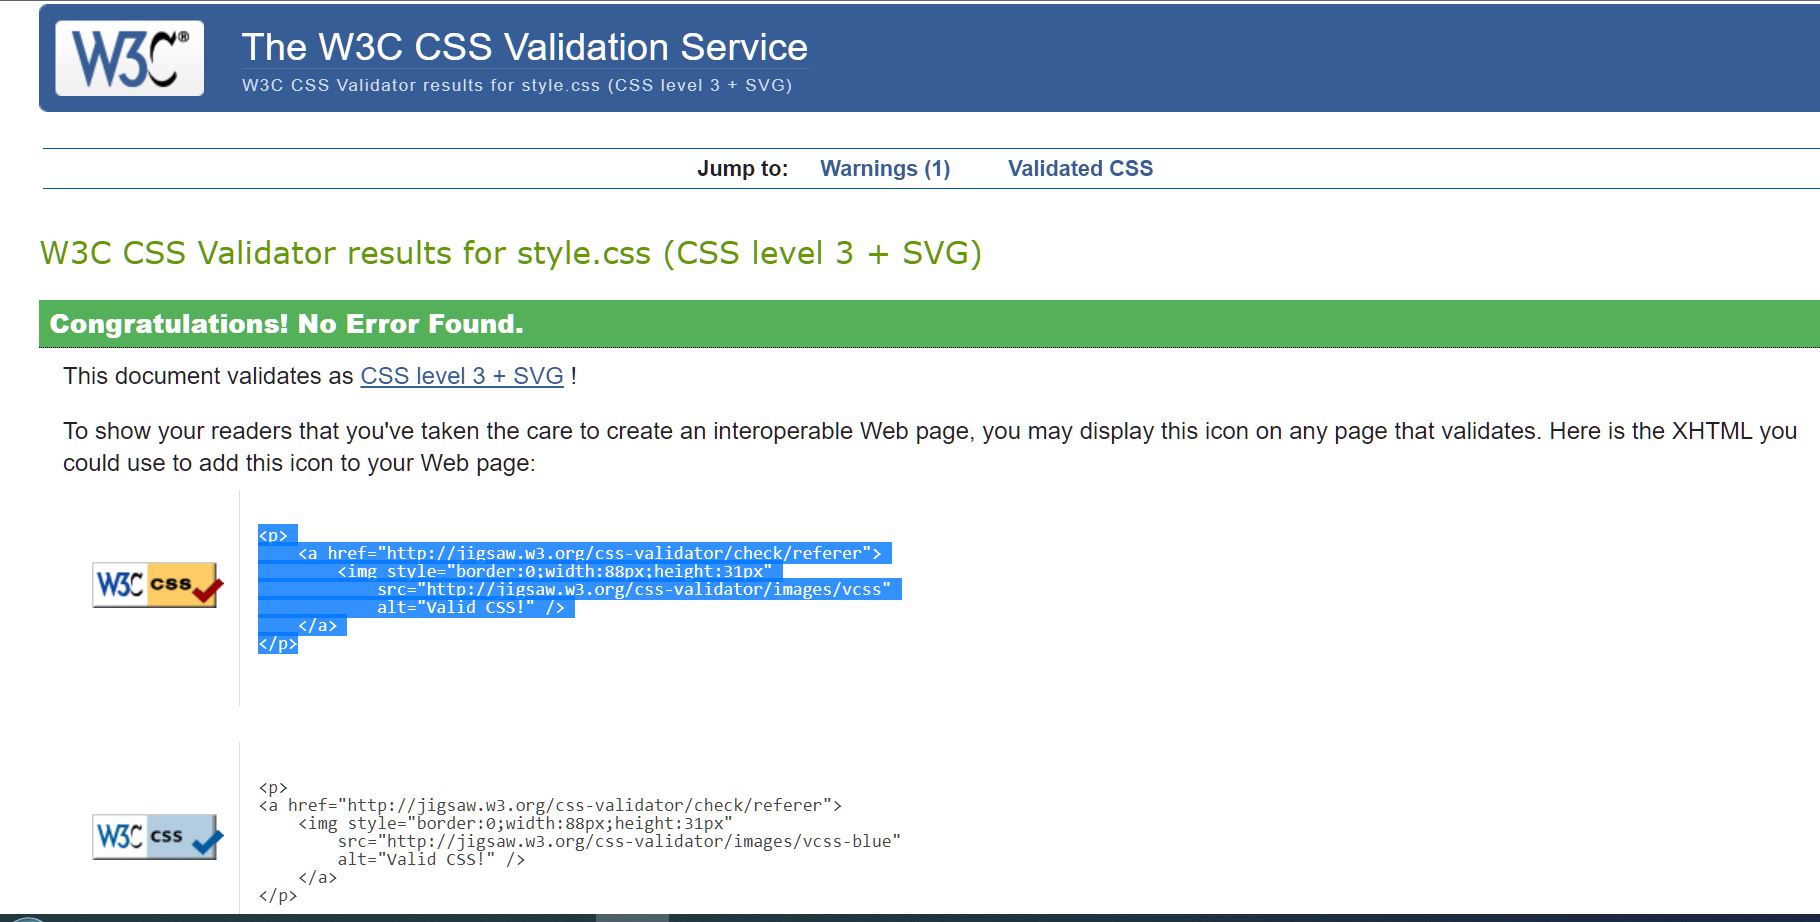 W3C®
The W3C CSS Validation Service
W3C CSS Validator results for style.css (CSS level 3 + SVG)
Jump to: Warnings (1) Validated CSS
W3C CSS Validator results for style.css (CSS level 3 + SVG)
Congratulations! No Error Found.
This document validates as CSS level 3 + SVG !
To show your readers that you've taken the care to create an interoperable Web page, you may display this icon on any page that validates. Here is the XHTML you
could use to add this icon to your Web page:
W3C css
<p>
<a href="http://jigsaw.w3.org/css-validator/check/referer">
<img style="border:0;width:88px;height:31px"
src="http://jigsaw.w3.org/css-validator/images/vcss"
alt="Valid CSS!" />
</a>
</p>
W3C css
<p>
<a href="http://jigsaw.w3.org/css-validator/check/referer">
<img style="border:0;width:88px;height:31px"
src="http://jigsaw.w3.org/css-validator/images/vcss-blue"
alt="Valid CSS!" />
</a>
</p>